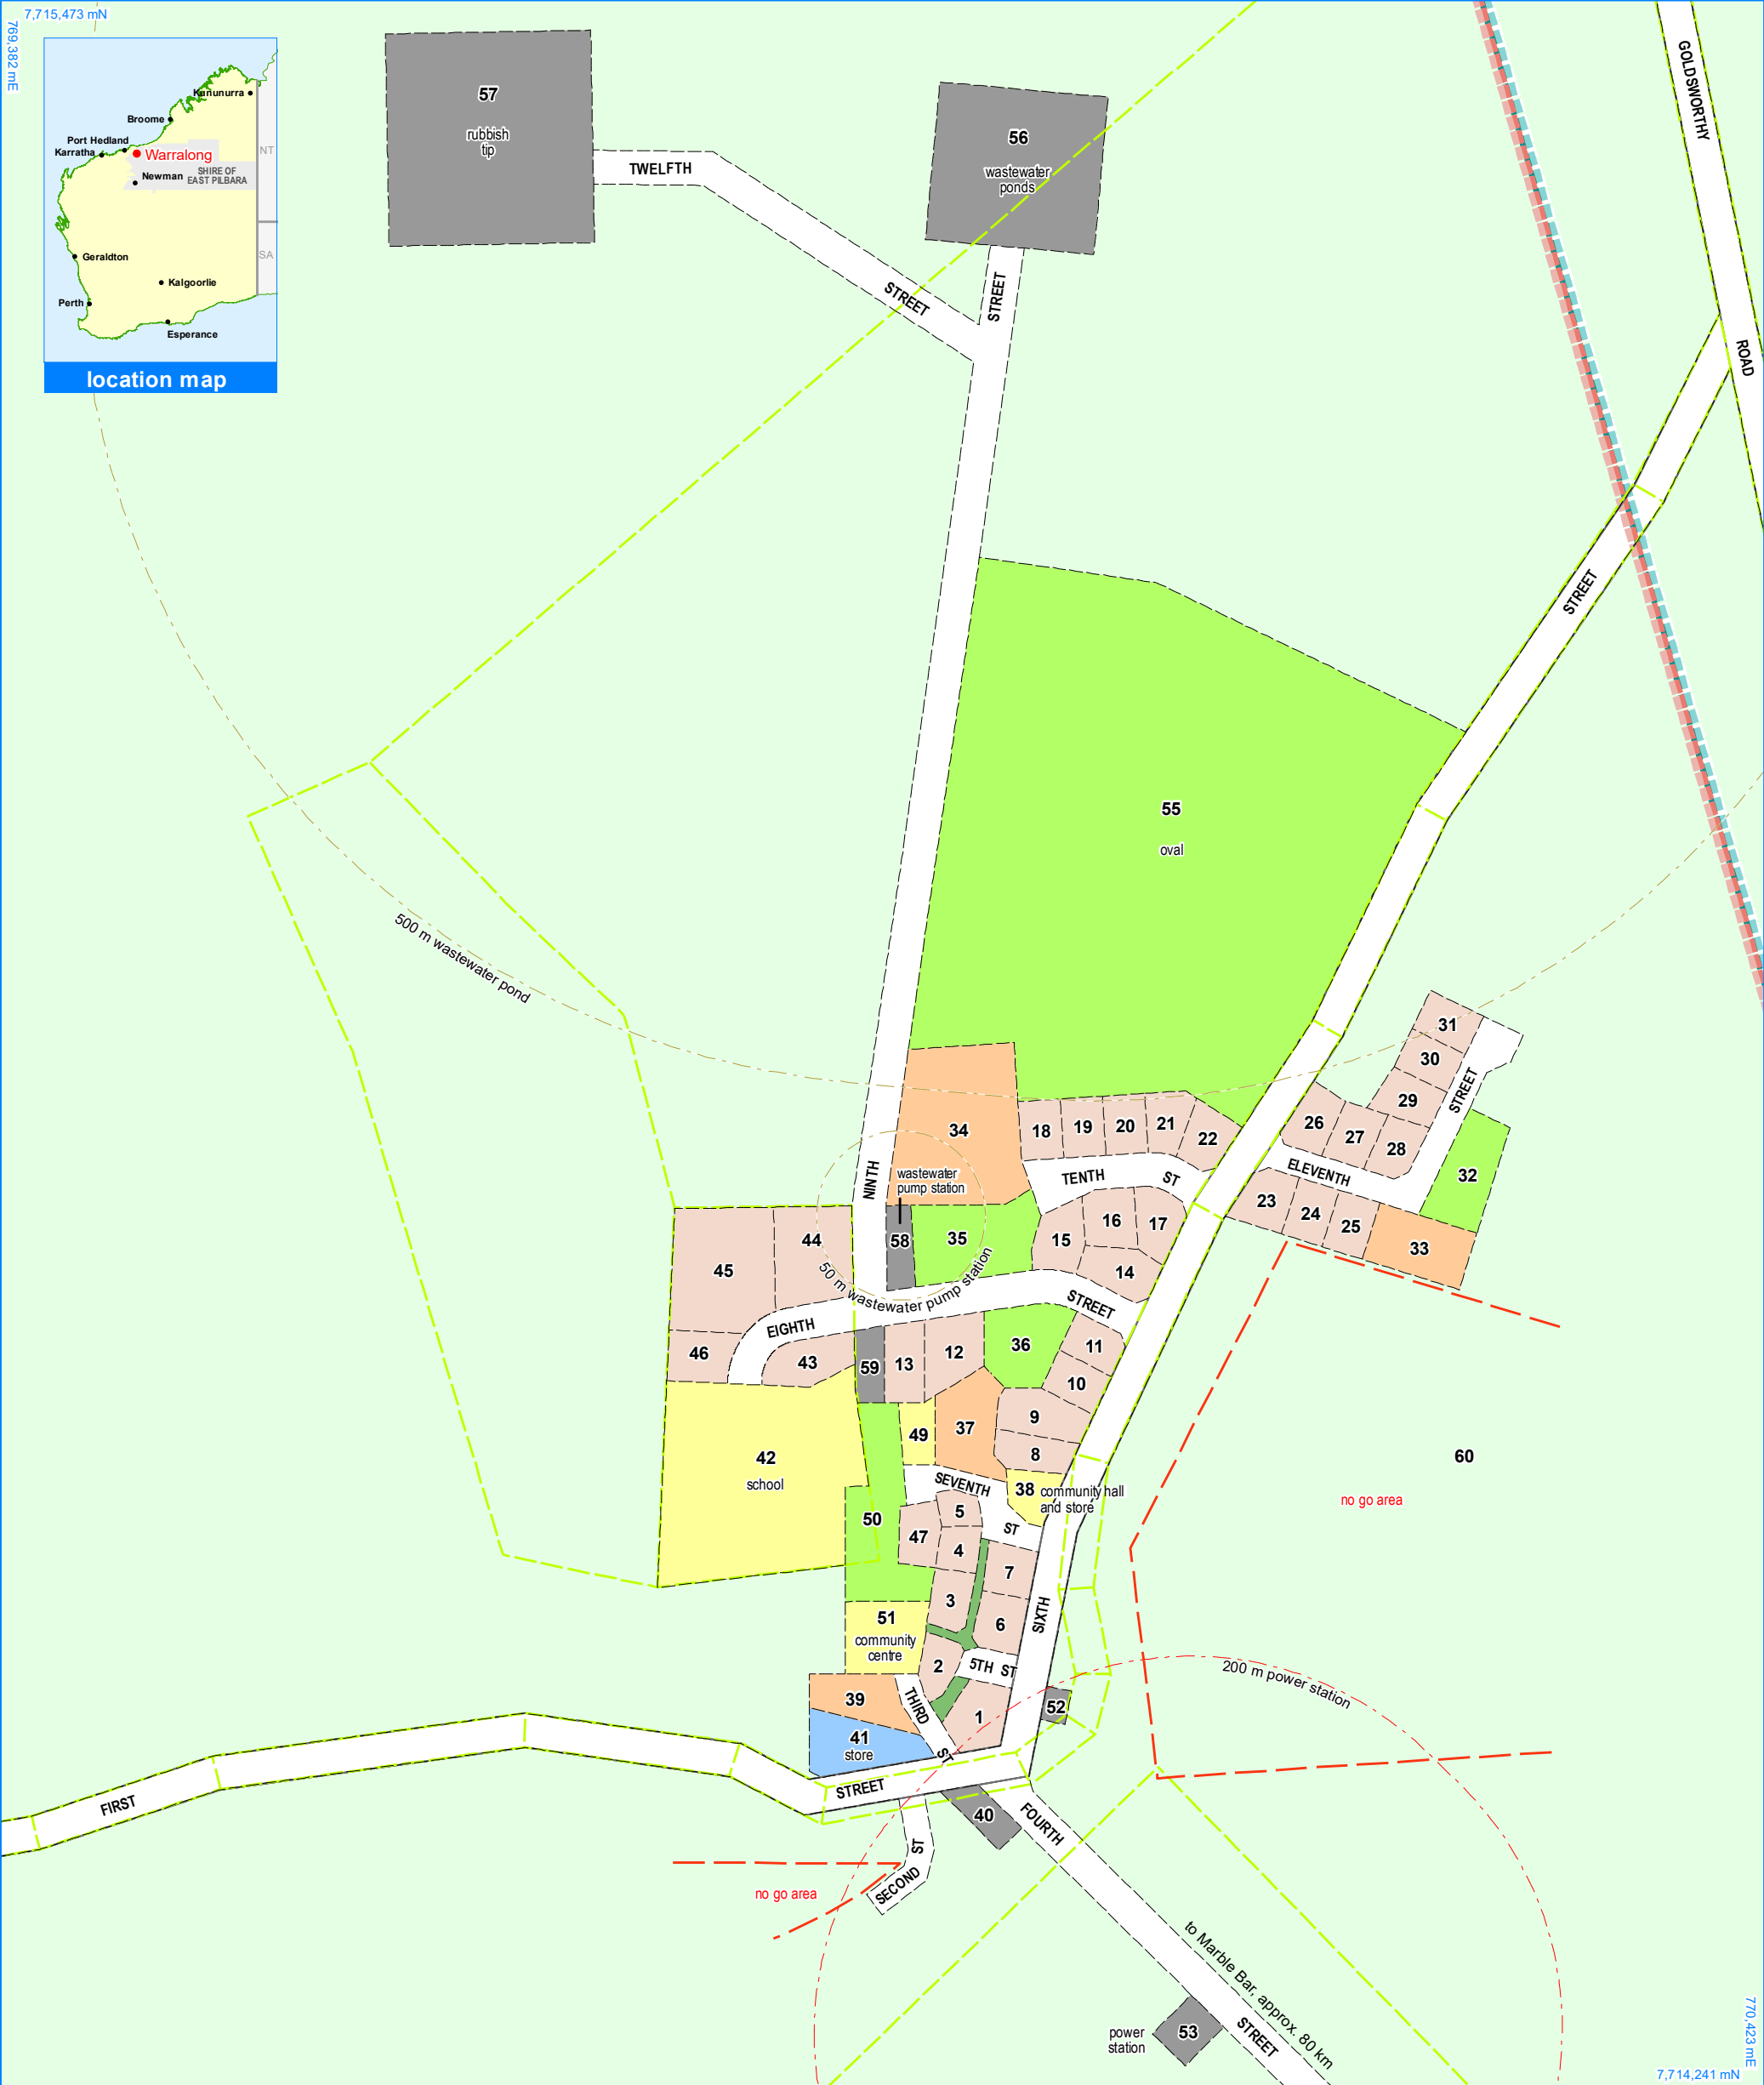 7,715,473 mN
769,382 mE
Kununurra
Broome
Port Hedland
Karratha
Warralong
NT
SHIRE OF
EAST PILBARA
Newman
SA
Geraldton
Kalgoorlie
Perth
Esperance
location map
57
rubbish
tip
56
wastewater
ponds
TWELFTH
STREET
STREET
GOLDSWORTHY
ROAD
STREET
55
oval
500 m wastewater pond
31
30
29
STREET
26
27
28
32
ELEVENTH
23
24
25
33
34
18
19
20
21
22
TENTH
ST
NINTH
wastewater
pump station
58
35
15
16
17
14
50 m wastewater pump station
45
44
EIGHTH
STREET
46
43
59
13
12
36
11
10
9
8
37
49
42
school
SEVENTH
ST
38
community hall
and store
60
no go area
50
47
5
4
7
3
6
SIXTH
51
community
centre
2
5TH ST
39
THIRD
ST
1
52
200 m power station
41
store
FIRST
STREET
40
FOURTH
SECOND
ST
no go area
to Marble Bar, approx. 80 km
STREET
power
station
53
770,423 mE
7,714,241 mN